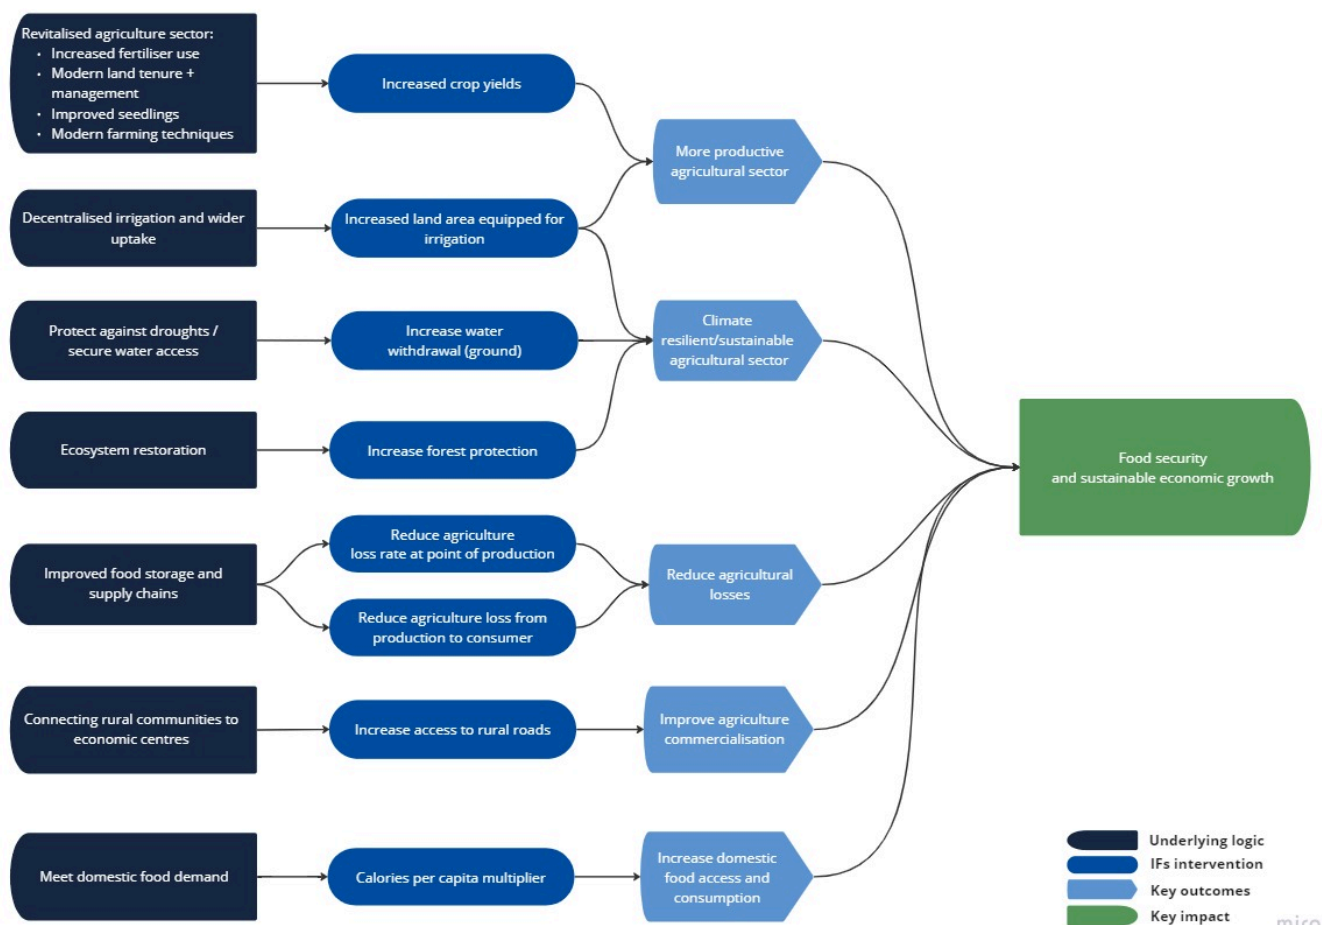 Revitalised agriculture sector:
• Increased fertiliser use
• Modern land tenure +
management
• Improved seedlings
• Modern farming techniques
Increased crop yields
More productive
agricultural sector
Decentralised irrigation and wider
uptake
Increased land area equipped for
irrigation
Protect against droughts /
secure water access
Increase water
withdrawal (ground)
Climate
resilient/sustainable
agricultural sector
Ecosystem restoration
Increase forest protection
Food security
and sustainable economic growth
Improved food storage and
supply chains
Reduce agriculture
loss rate at point of production
Reduce agriculture loss from
production to consumer
Reduce agricultural
losses
Connecting rural communities to
economic centres
Increase access to rural roads
Improve agriculture
commercialisation
Meet domestic food demand
Calories per capita multiplier
Increase domestic
food access and
consumption
Underlying logic
IFs intervention
Key outcomes
Key impact
miro